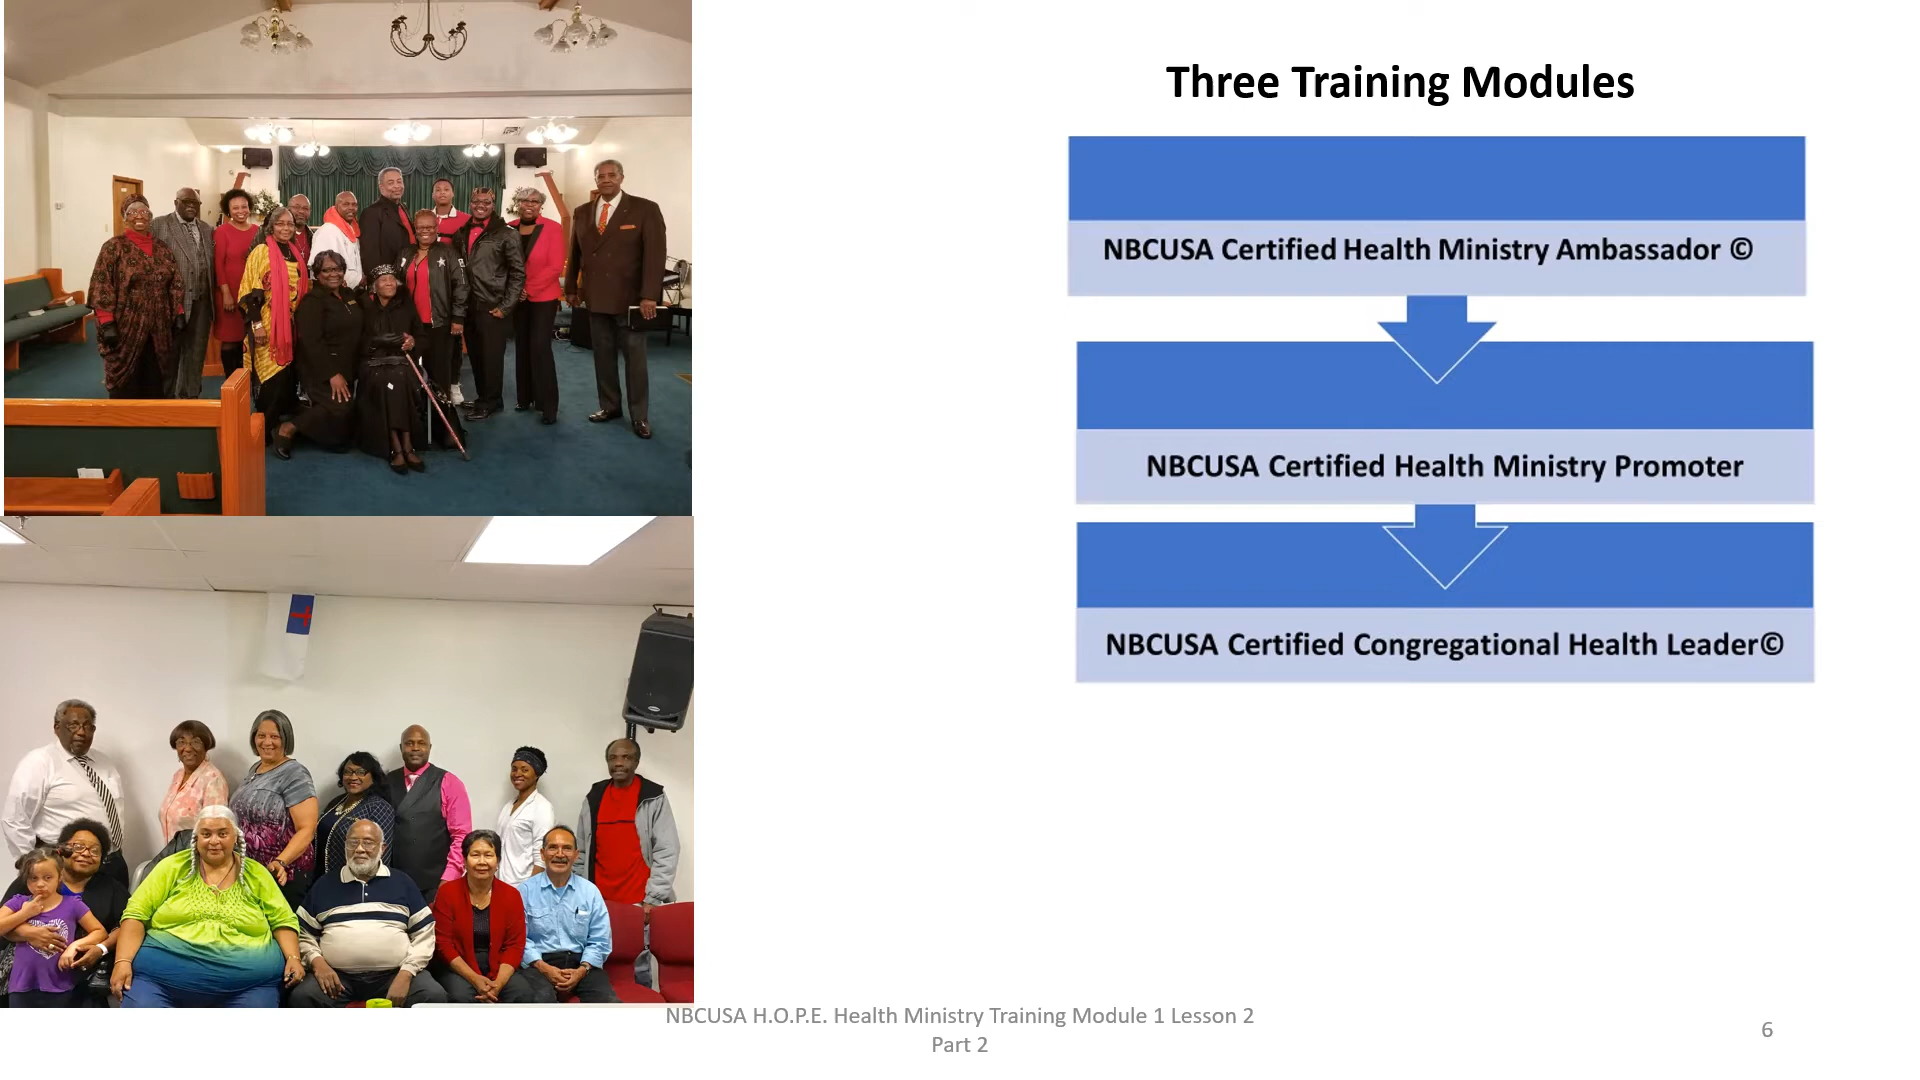 Three Training Modules
NBCUSA Certified Health Ministry Ambassador ©
NBCUSA Certified Health Ministry Promoter
NBCUSA Certified Congregational Health Leader©
NBCUSA H.O.P.E. Health Ministry Training Module 1 Lesson 2
Part 2
6